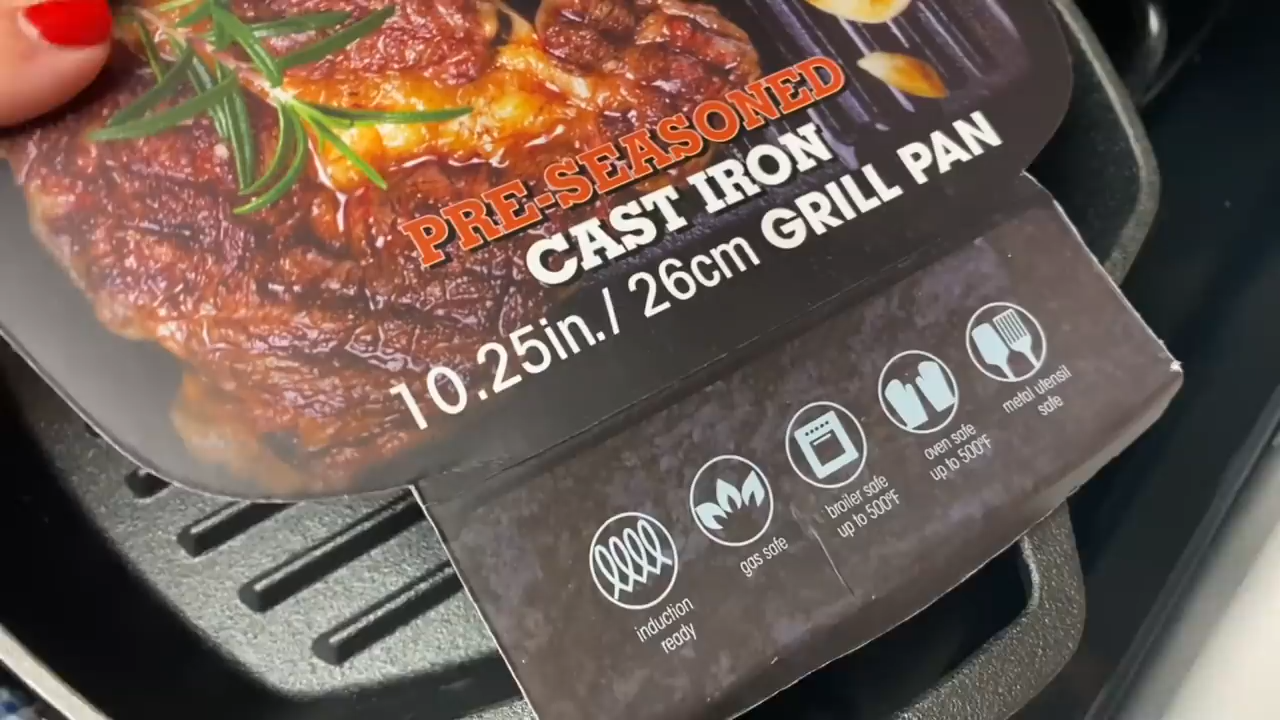 PRE-SEASONED
CAST IRON
10.25in./ 26cm GRILL PAN
induction
ready
gas safe
broiler safe
up to 500°F
oven safe
up to 500°F
metal utensil
safe